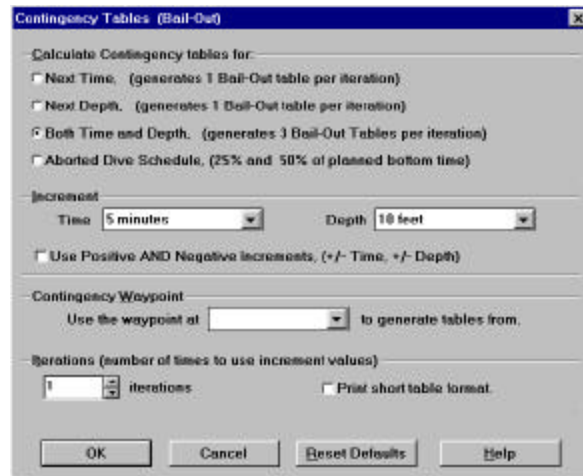 Contingency Tables (Bail-Out)
Calculate Contingency tables for:
Next Time, (generates 1 Bail-Out table per iteration)
Next Depth, (generates 1 Bail-Out table per iteration)
Both Time and Depth, (generates 3 Bail-Out Tables per iteration)
Aborted Dive Schedule, (25% and 50% of planned bottom time)
Increment
Time 5 minutes Depth 10 feet
Use Positive AND Negative Increments, (+/- Time, +/- Depth)
Contingency Waypoint
Use the waypoint at to generate tables from.
Iterations (number of times to use increment values)
1 iterations Print short table format.
OK Cancel Reset Defaults Help